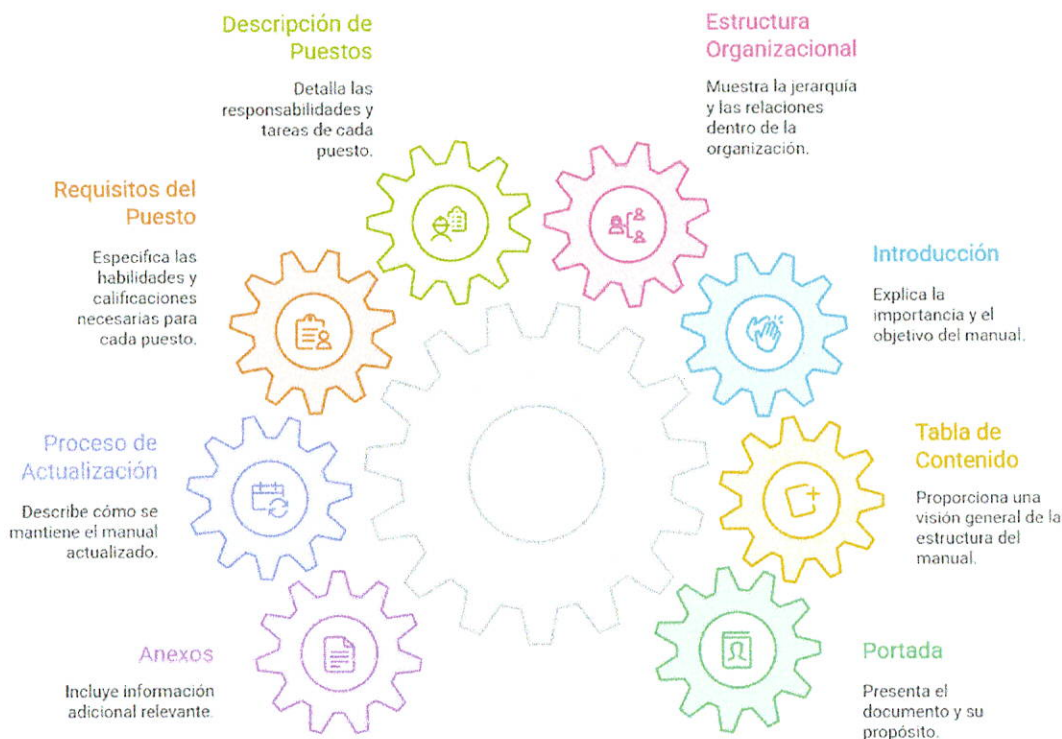 Descripción de
Puestos
Detalla las
responsabilidades y
tareas de cada
puesto.
Estructura
Organizacional
Muestra la jerarquía
y las relaciones
dentro de la
organización.
Requisitos del
Puesto
Especifica las
habilidades y
calificaciones
necesarias para
cada puesto.
Introducción
Explica la
importancia y el
objetivo del manual.
Proceso de
Actualización
Describe cómo se
mantiene el manual
actualizado.
Tabla de
Contenido
Proporciona una
visión general de la
estructura del
manual.
Anexos
Incluye información
adicional relevante.
Portada
Presenta el
documento y su
propósito.